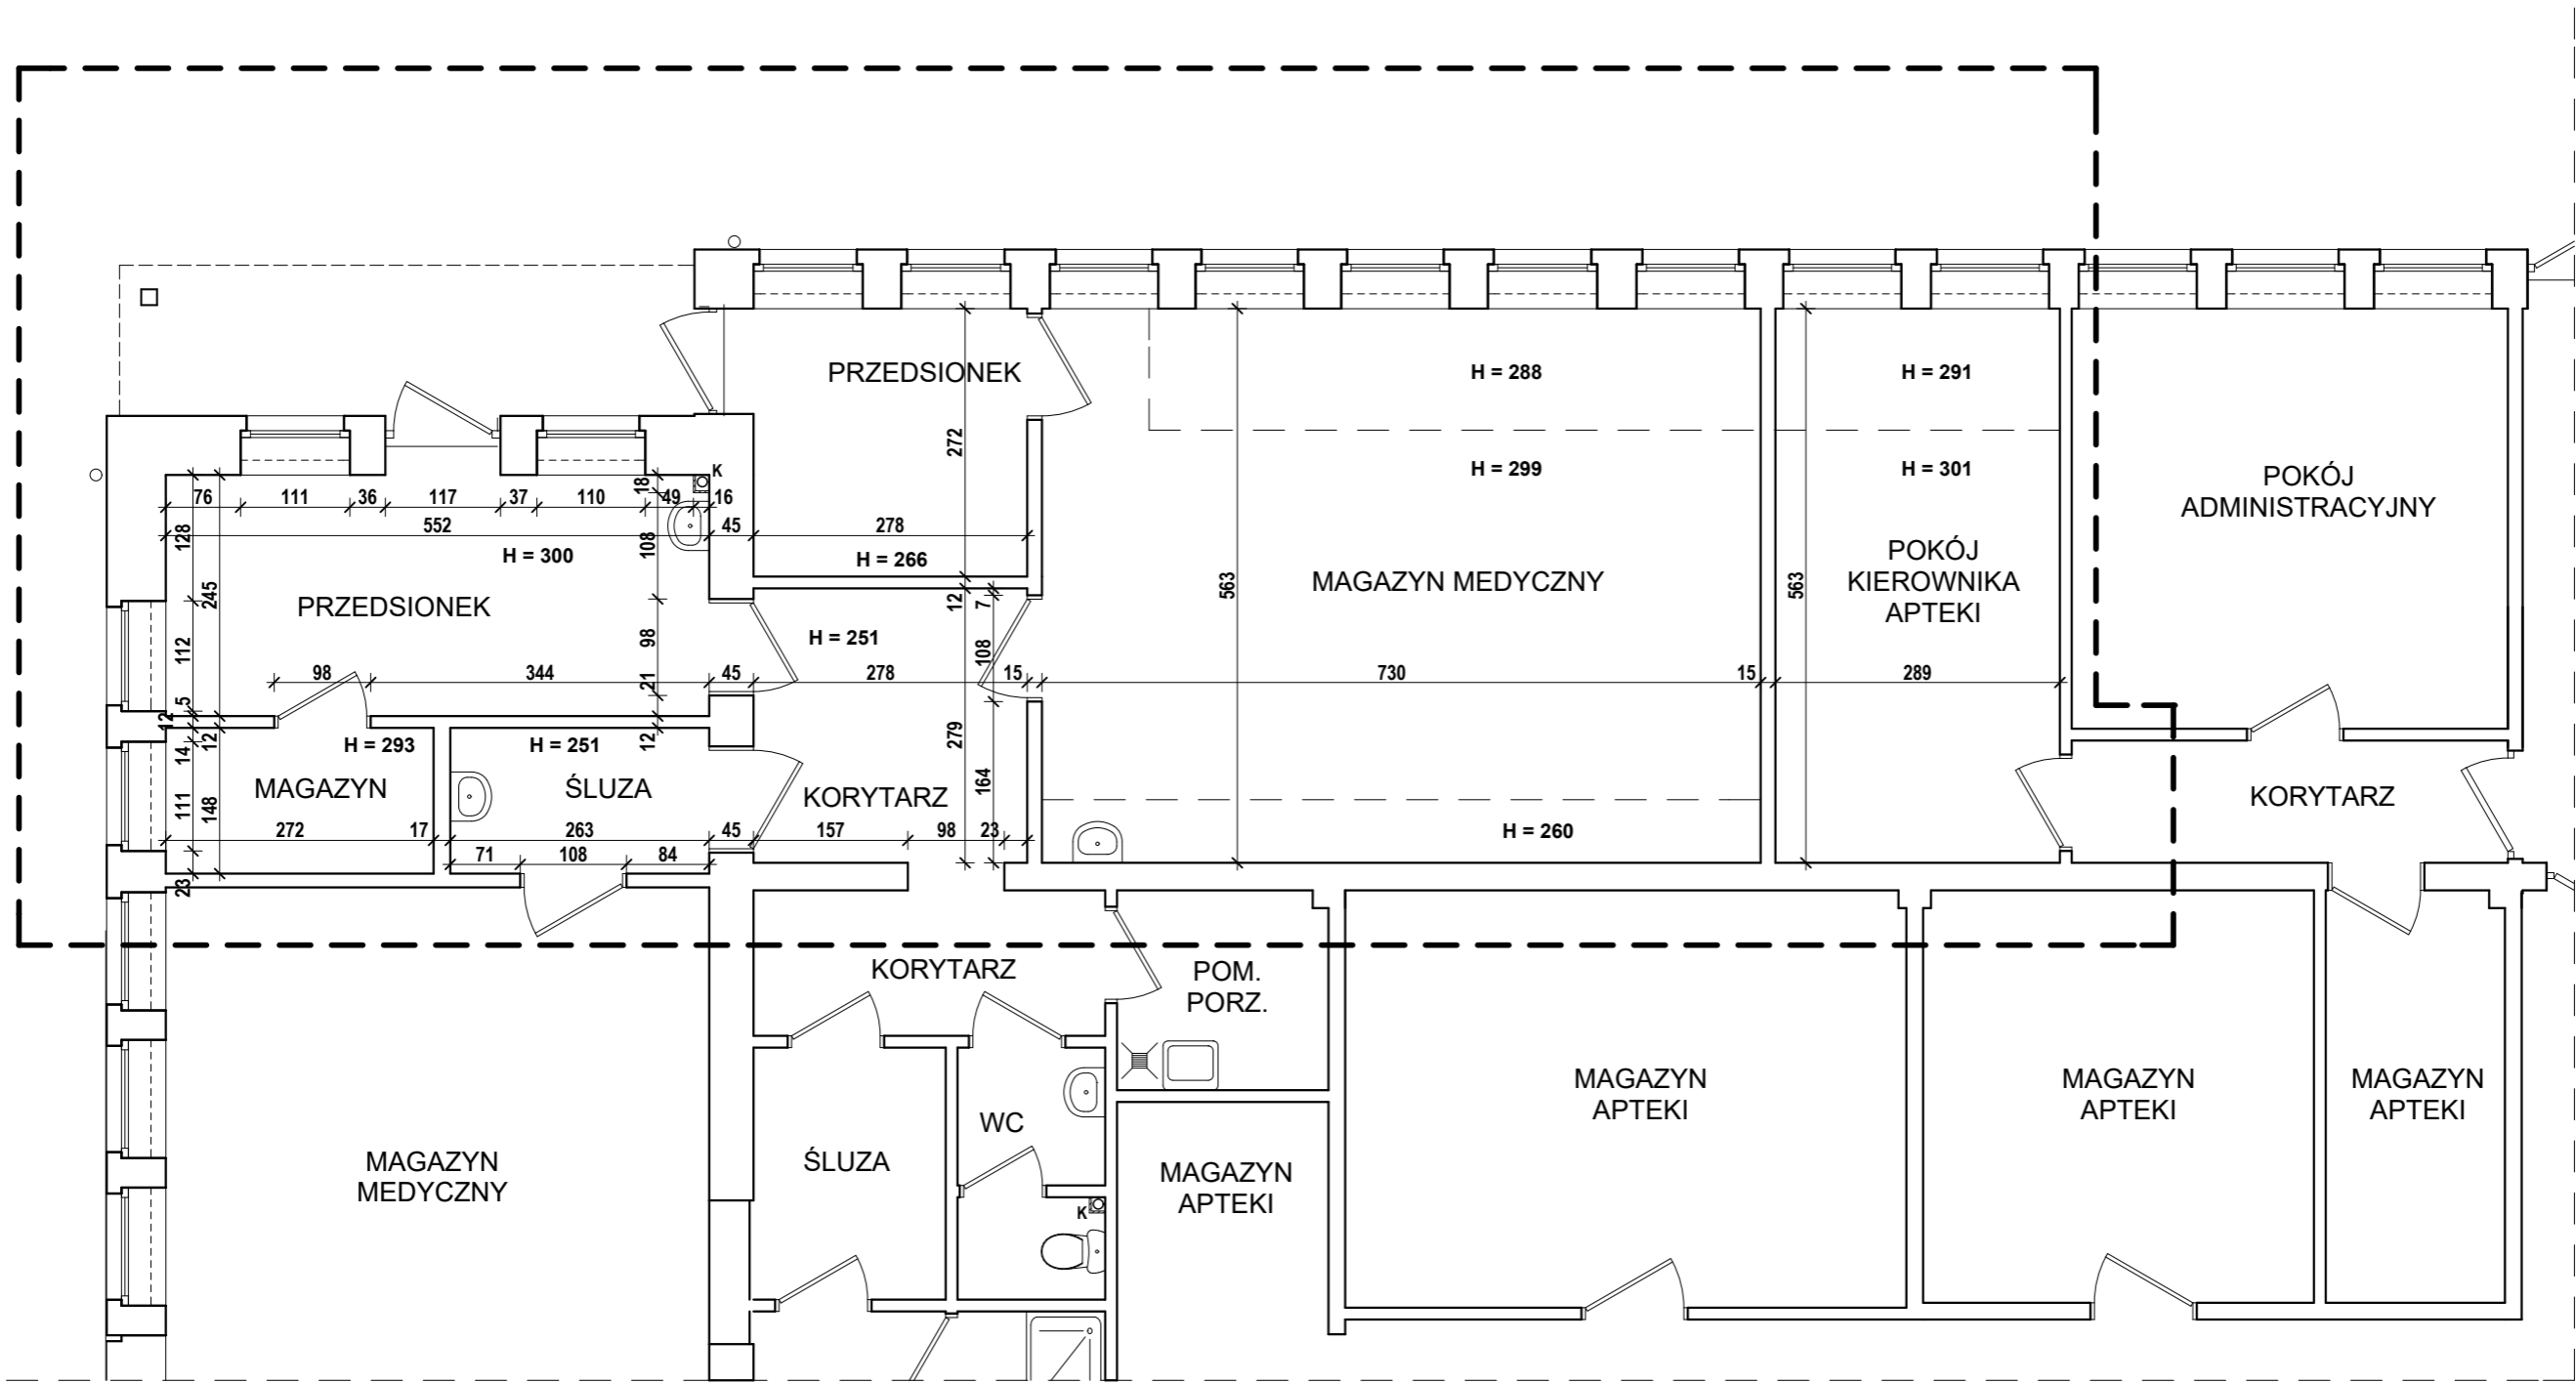 PRZEDSIONEK
H = 288
H = 291
272
K
18
H = 299
H = 301
POKÓJ
ADMINISTRACYJNY
76
111
36
117
37
110
49
16
552
45
278
128
108
H = 300
H = 266
POKÓJ
KIEROWNIKA
APTEKI
MAGAZYN MEDYCZNY
563
563
245
12
7
PRZEDSIONEK
H = 251
112
98
108
98
344
45
278
15
730
15
289
5
21
12
12
12
14
H = 293
H = 251
279
164
MAGAZYN
ŚLUZA
KORYTARZ
KORYTARZ
111
148
272
17
263
45
157
98
23
H = 260
71
108
84
23
KORYTARZ
POM.
PORZ.
MAGAZYN
APTEKI
MAGAZYN
APTEKI
MAGAZYN
APTEKI
WC
MAGAZYN
MEDYCZNY
ŚLUZA
MAGAZYN
APTEKI
K